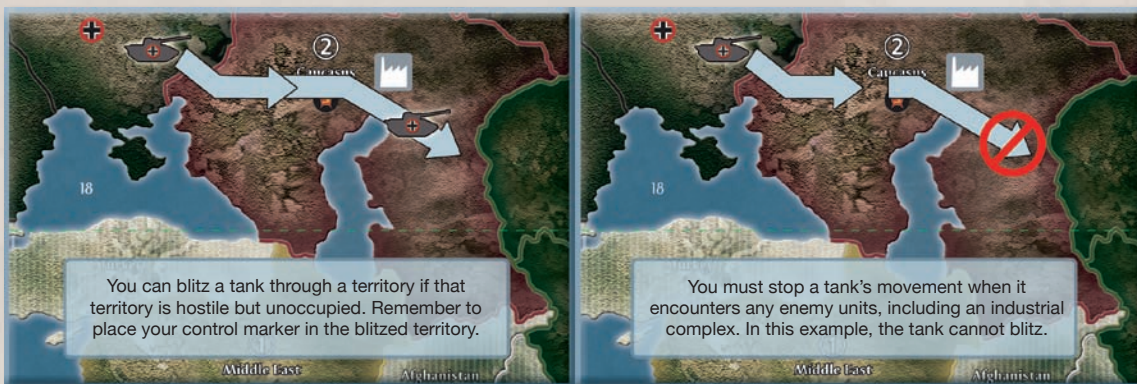 2
Caucasus
18
You can blitz a tank through a territory if that
territory is hostile but unoccupied. Remember to
place your control marker in the blitzed territory.
Middle East
Afghanistan
2
Caucasus
18
You must stop a tank’s movement when it
encounters any enemy units, including an industrial
complex. In this example, the tank cannot blitz.
Middle East
Afghanistan